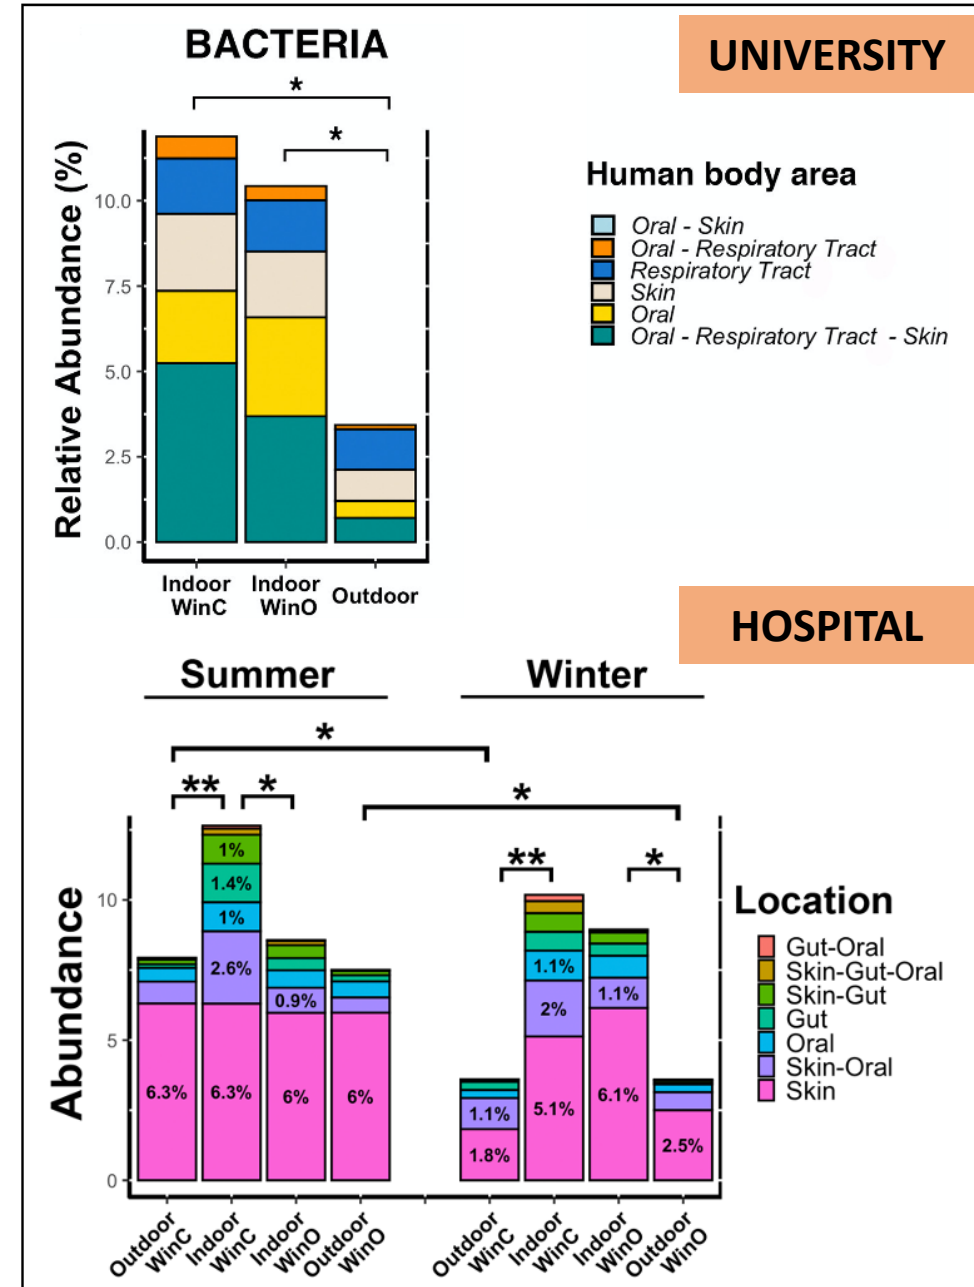 BACTERIA
UNIVERSITY
*
*
Relative Abundance (%)
10.0
7.5
5.0
2.5
0.0
Indoor
WinC
Indoor
WinO
Outdoor
Human body area
Oral - Skin
Oral - Respiratory Tract
Respiratory Tract
Skin
Oral
Oral - Respiratory Tract - Skin
HOSPITAL
Summer
Winter
*
**
*
*
**
*
Abundance
10
5
0
1%
1.4%
1%
2.6%
0.9%
6.3%
6.3%
6%
6%
1.1%
2%
1.1%
1.1%
1.8%
5.1%
6.1%
2.5%
Outdoor
WinC
Indoor
WinC
Indoor
WinO
Outdoor
WinO
Outdoor
WinC
Indoor
WinC
Indoor
WinO
Outdoor
WinO
Location
Gut-Oral
Skin-Gut-Oral
Skin-Gut
Gut
Oral
Skin-Oral
Skin